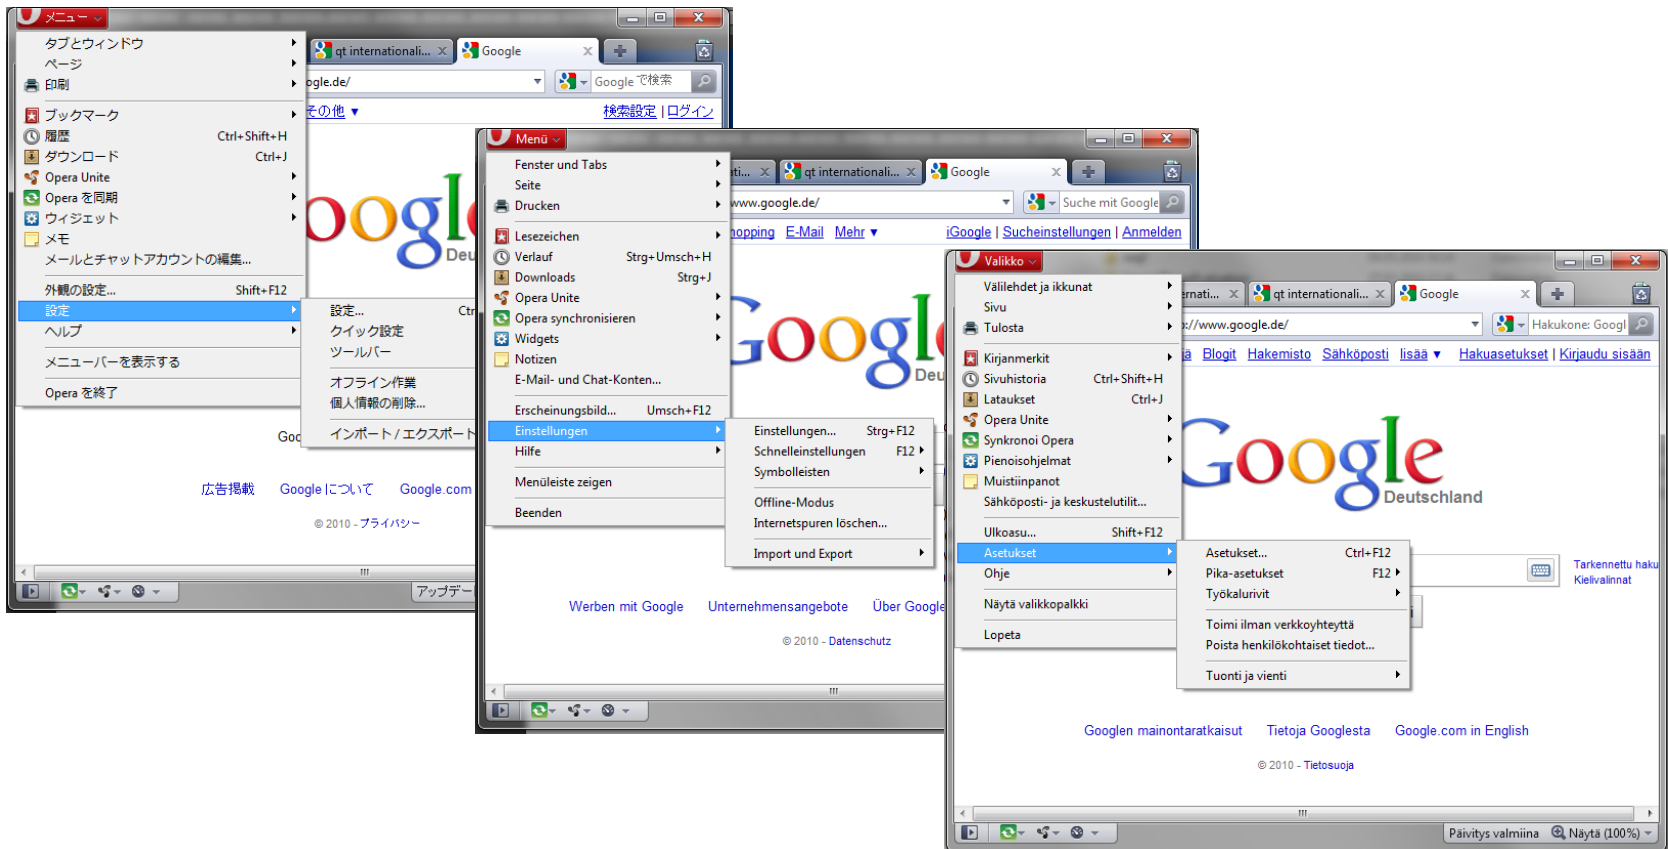 メニュー
qt internationali...
Google
ogle.de/
Google で検索
その他 ▼
検索設定 | ログイン
タブとウィンドウ
ページ
印刷
ブックマーク
履歴 Ctrl+Shift+H
ダウンロード Ctrl+J
Opera Unite
Opera を同期
ウィジェット
メモ
メールとチャットアカウントの編集...
外観の設定... Shift+F12
設定
ヘルプ
メニューバーを表示する
Opera を終了
設定... Ctr
クイック設定
ツールバー
オフライン作業
個人情報の削除...
インポート / エクスポート
oogl
Deu
Goo
広告掲載 Google について Google.com
© 2010 - プライバシー
アップデー
Menü
ati...
qt internationali...
Google
www.google.de/
Suche mit Google
hopping E-Mail Mehr ▼
iGoogle | Sucheinstellungen | Anmelden
Fenster und Tabs
Seite
Drucken
Lesezeichen
Verlauf Strg+Umsch+H
Downloads Strg+J
Opera Unite
Opera synchronisieren
Widgets
Notizen
E-Mail- und Chat-Konten...
Erscheinungsbild... Umsch+F12
Einstellungen
Hilfe
Menüleiste zeigen
Beenden
Einstellungen... Strg+F12
Schnelleinstellungen F12
Symbolleisten
Offline-Modus
Internetspuren löschen...
Import und Export
Googl
Deu
Werben mit Google Unternehmensangebote Über Google
© 2010 - Datenschutz
Valikko
ernati...
qt internationali...
Google
://www.google.de/
Hakukone: Googl
jä Blogit Hakemisto Sähköposti lisää ▼
Hakuasetukset | Kirjaudu sisään
Välilehdet ja ikkunat
Sivu
Tulosta
Kirjanmerkit
Sivuhistoria Ctrl+Shift+H
Lataukset Ctrl+J
Opera Unite
Synkronoi Opera
Pienoisohjelmat
Muistiinpanot
Sähköposti- ja keskustelutilit...
Ulkoasu... Shift+F12
Asetukset
Ohje
Näytä valikkopalkki
Lopeta
Asetukset... Ctrl+F12
Pika-asetukset F12
Työkalurivit
Toimi ilman verkkoyhteyttä
Poista henkilökohtaiset tiedot...
Tuonti ja vienti
Google
Deutschland
Tarkennettu haku
Kielivalinnat
Googlen mainontaratkaisut Tietoja Googlesta Google.com in English
© 2010 - Tietosuoja
Päivitys valmiina Näytä (100%)